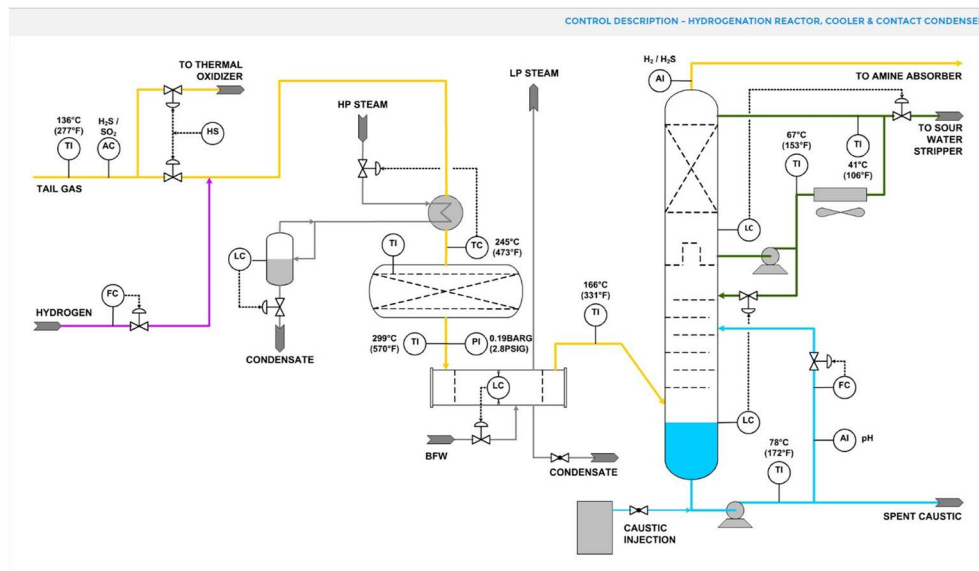 CONTROL DESCRIPTION - HYDROGENATION REACTOR, COOLER & CONTACT CONDENSE
TO THERMAL
OXIDIZER
136°C
(277°F)
TI
H₂S /
SO₂
AC
HS
TAIL GAS
HYDROGEN
FC
HP STEAM
LP STEAM
LC
CONDENSATE
TC
245°C
(473°F)
TI
299°C
(570°F)
TI
PI
0.19BARG
(2.8PSIG)
LC
BFW
CONDENSATE
166°C
(331°F)
TI
H₂ / H₂S
AI
TO AMINE ABSORBER
TO SOUR
WATER
STRIPPER
67°C
(153°F)
TI
TI
41°C
(106°F)
LC
FC
LC
AI
pH
78°C
(172°F)
TI
SPENT CAUSTIC
CAUSTIC
INJECTION